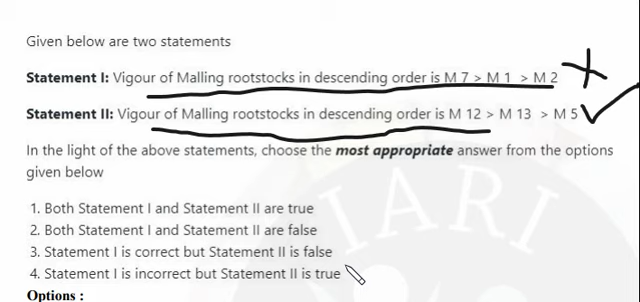 Given below are two statements
Statement I: Vigour of Malling rootstocks in descending order is M 7 > M 1 > M 2
Statement II: Vigour of Malling rootstocks in descending order is M 12 > M 13 > M 5
In the light of the above statements, choose the most appropriate answer from the options
given below
1. Both Statement I and Statement II are true
2. Both Statement I and Statement II are false
3. Statement I is correct but Statement II is false
4. Statement I is incorrect but Statement II is true
Options :
IARI